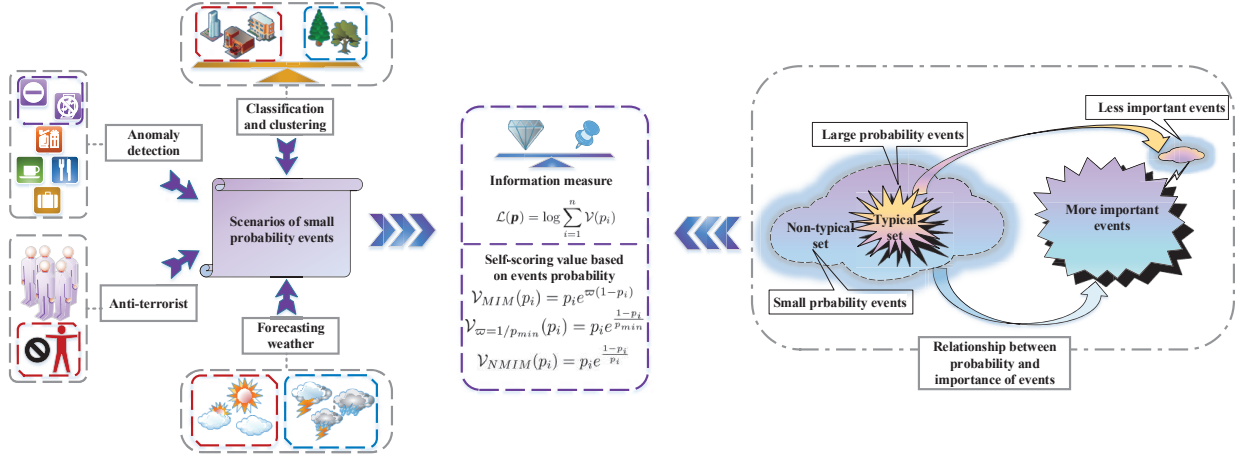 Classification
and clustering
Anomaly
detection
Scenarios of small
probability events
Anti-terrorist
Forecasting
weather
Information measure
$\mathcal{L}(\boldsymbol{p}) = \log \sum_{i=1}^{n} \mathcal{V}(p_i)$
Self-scoring value based
on events probability
$\mathcal{V}_{MIM}(p_i) = p_i e^{\varpi(1-p_i)}$
$\mathcal{V}_{\varpi=1/p_{min}}(p_i) = p_i e^{\frac{1-p_i}{p_{min}}}$
$\mathcal{V}_{NMIM}(p_i) = p_i e^{\frac{1-p_i}{p_i}}$
Less important events
Large probability events
Non-typical
set
Typical
set
More important
events
Small prbability events
Relationship between
probability and
importance of events